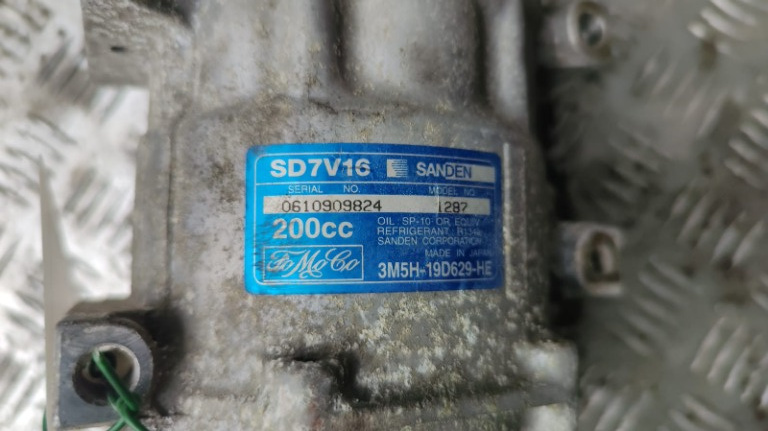 SD7V16 SANDEN
SERIAL NO. MODEL NO.
0610909824 1287
200cc
OIL SP-10 OR EQUIV
REFRIGERANT R134a
SANDEN CORPORATION
MADE IN JAPAN
FoMoCo 3M5H-19D629-HE